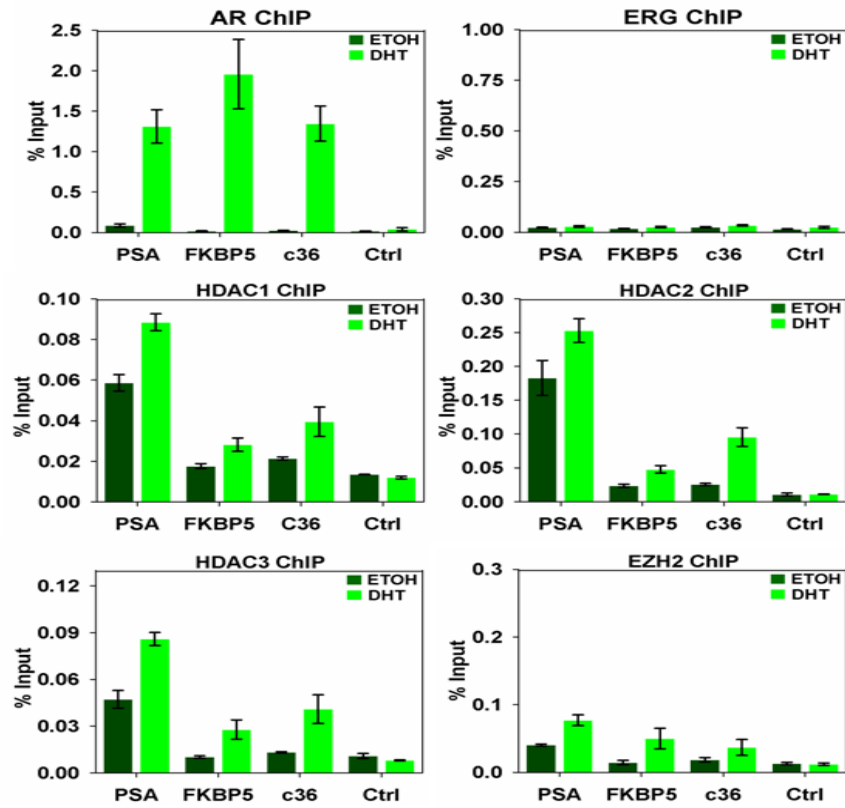 AR ChIP
% Input
2.5
2.0
1.5
1.0
0.5
0.0
ETOH
DHT
PSA FKBP5 c36 Ctrl
ERG ChIP
% Input
1.00
0.75
0.50
0.25
0.00
ETOH
DHT
PSA FKBP5 c36 Ctrl
HDAC1 ChIP
% Input
0.10
0.08
0.06
0.04
0.02
0.00
ETOH
DHT
PSA FKBP5 C36 Ctrl
HDAC2 ChIP
% Input
0.30
0.25
0.20
0.15
0.10
0.05
0.00
ETOH
DHT
PSA FKBP5 c36 Ctrl
HDAC3 ChIP
% Input
0.12
0.09
0.06
0.03
0.00
ETOH
DHT
PSA FKBP5 c36 Ctrl
EZH2 ChIP
% Input
0.3
0.2
0.1
0.0
ETOH
DHT
PSA FKBP5 c36 Ctrl